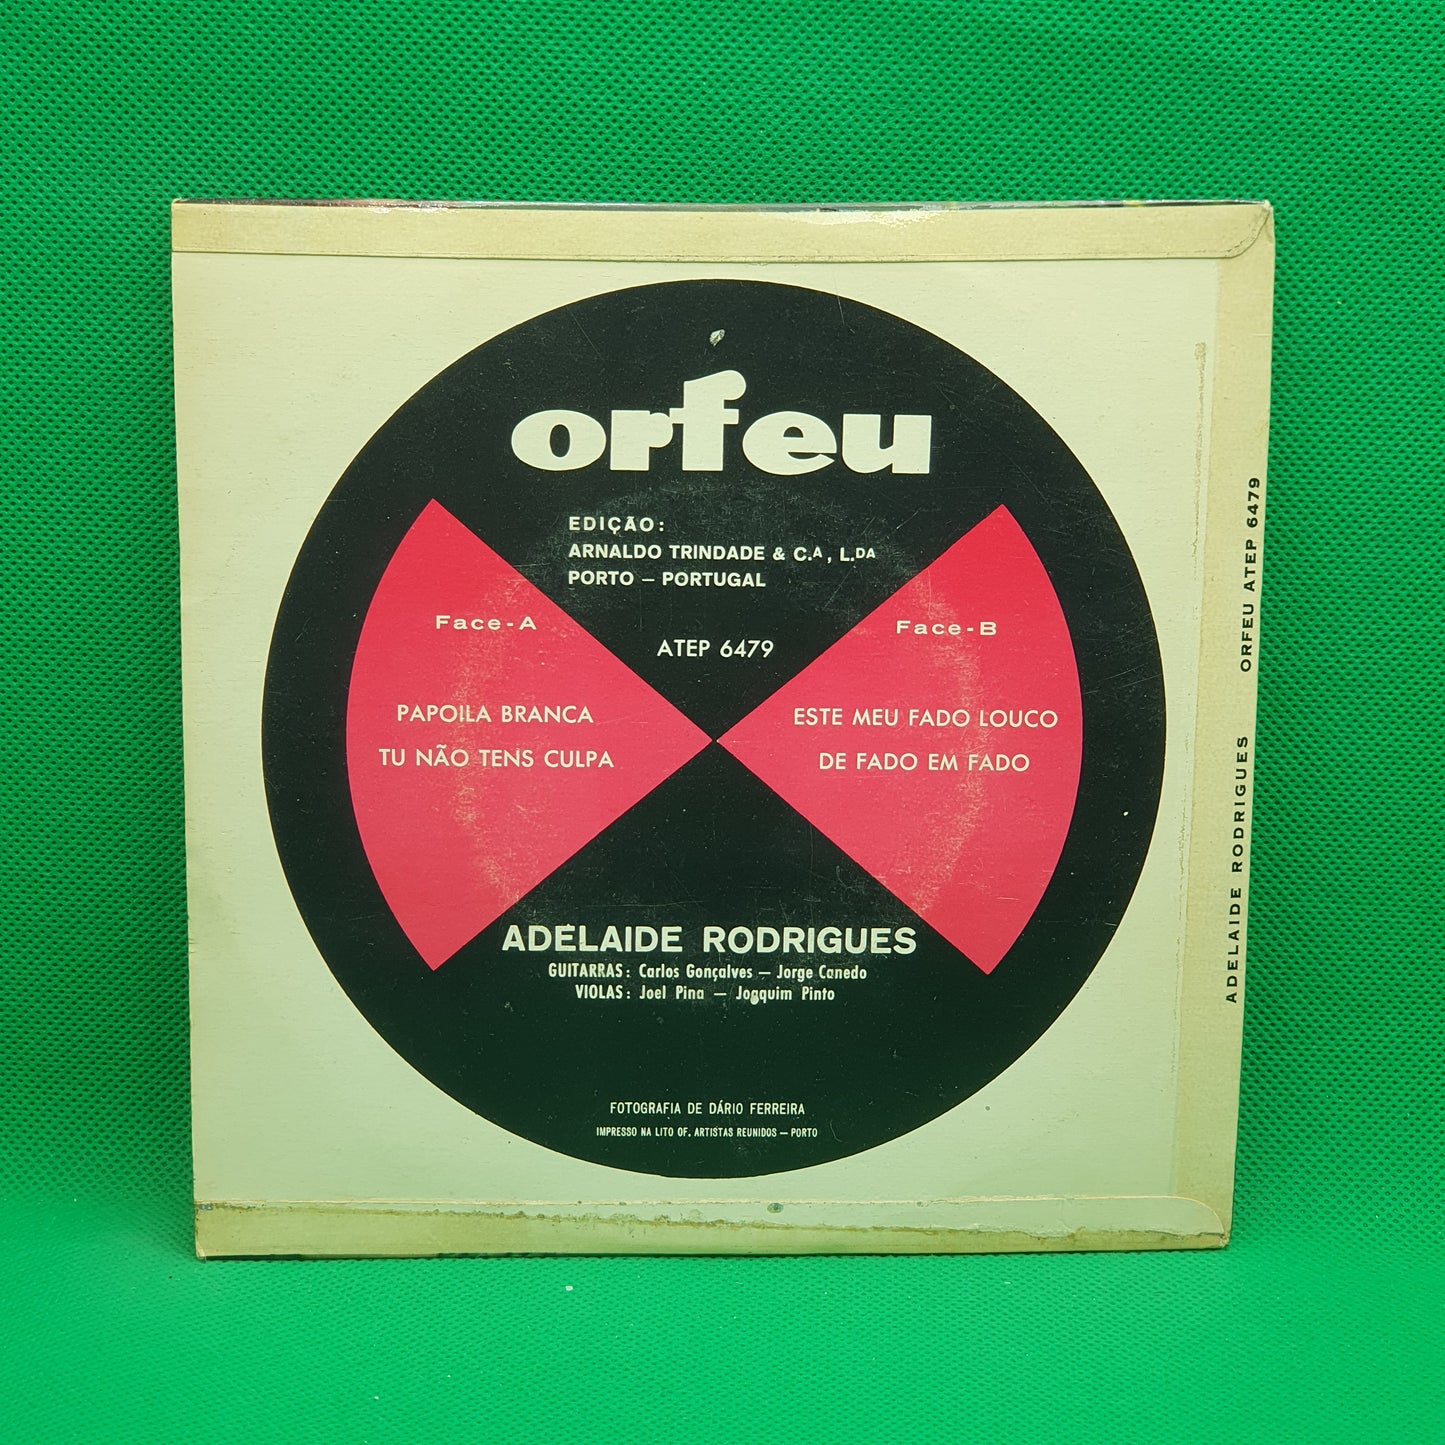 orfeu
EDIÇÃO:
ARNALDO TRINDADE & C.A, L.DA
PORTO – PORTUGAL
ATEP 6479
Face-A
PAPOILA BRANCA
TU NÃO TENS CULPA
Face-B
ESTE MEU FADO LOUCO
DE FADO EM FADO
ADELAIDE RODRIGUES
GUITARRAS: Carlos Gonçalves – Jorge Canedo
VIOLAS: Joel Pina – Joaquim Pinto
FOTOGRAFIA DE DÁRIO FERREIRA
IMPRESSO NA LITO OF. ARTISTAS REUNIDOS – PORTO
ADELAIDE RODRIGUES ORFEU ATEP 6479